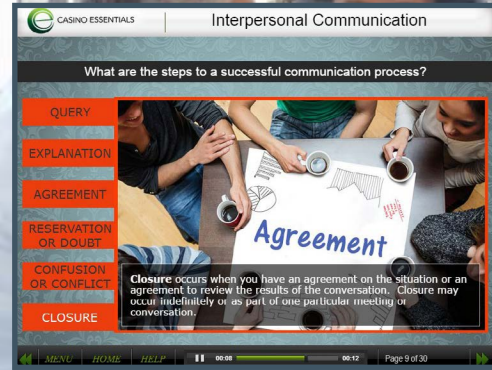 e CASINO ESSENTIALS
Interpersonal Communication
What are the steps to a successful communication process?
QUERY
EXPLANATION
AGREEMENT
RESERVATION
OR DOUBT
CONFUSION
OR CONFLICT
CLOSURE
Agreement
Closure occurs when you have an agreement on the situation or an
agreement to review the results of the conversation. Closure may
occur indefinitely or as part of one particular meeting or
conversation.
MENU HOME HELP 00:08 00:12 Page 9 of 30